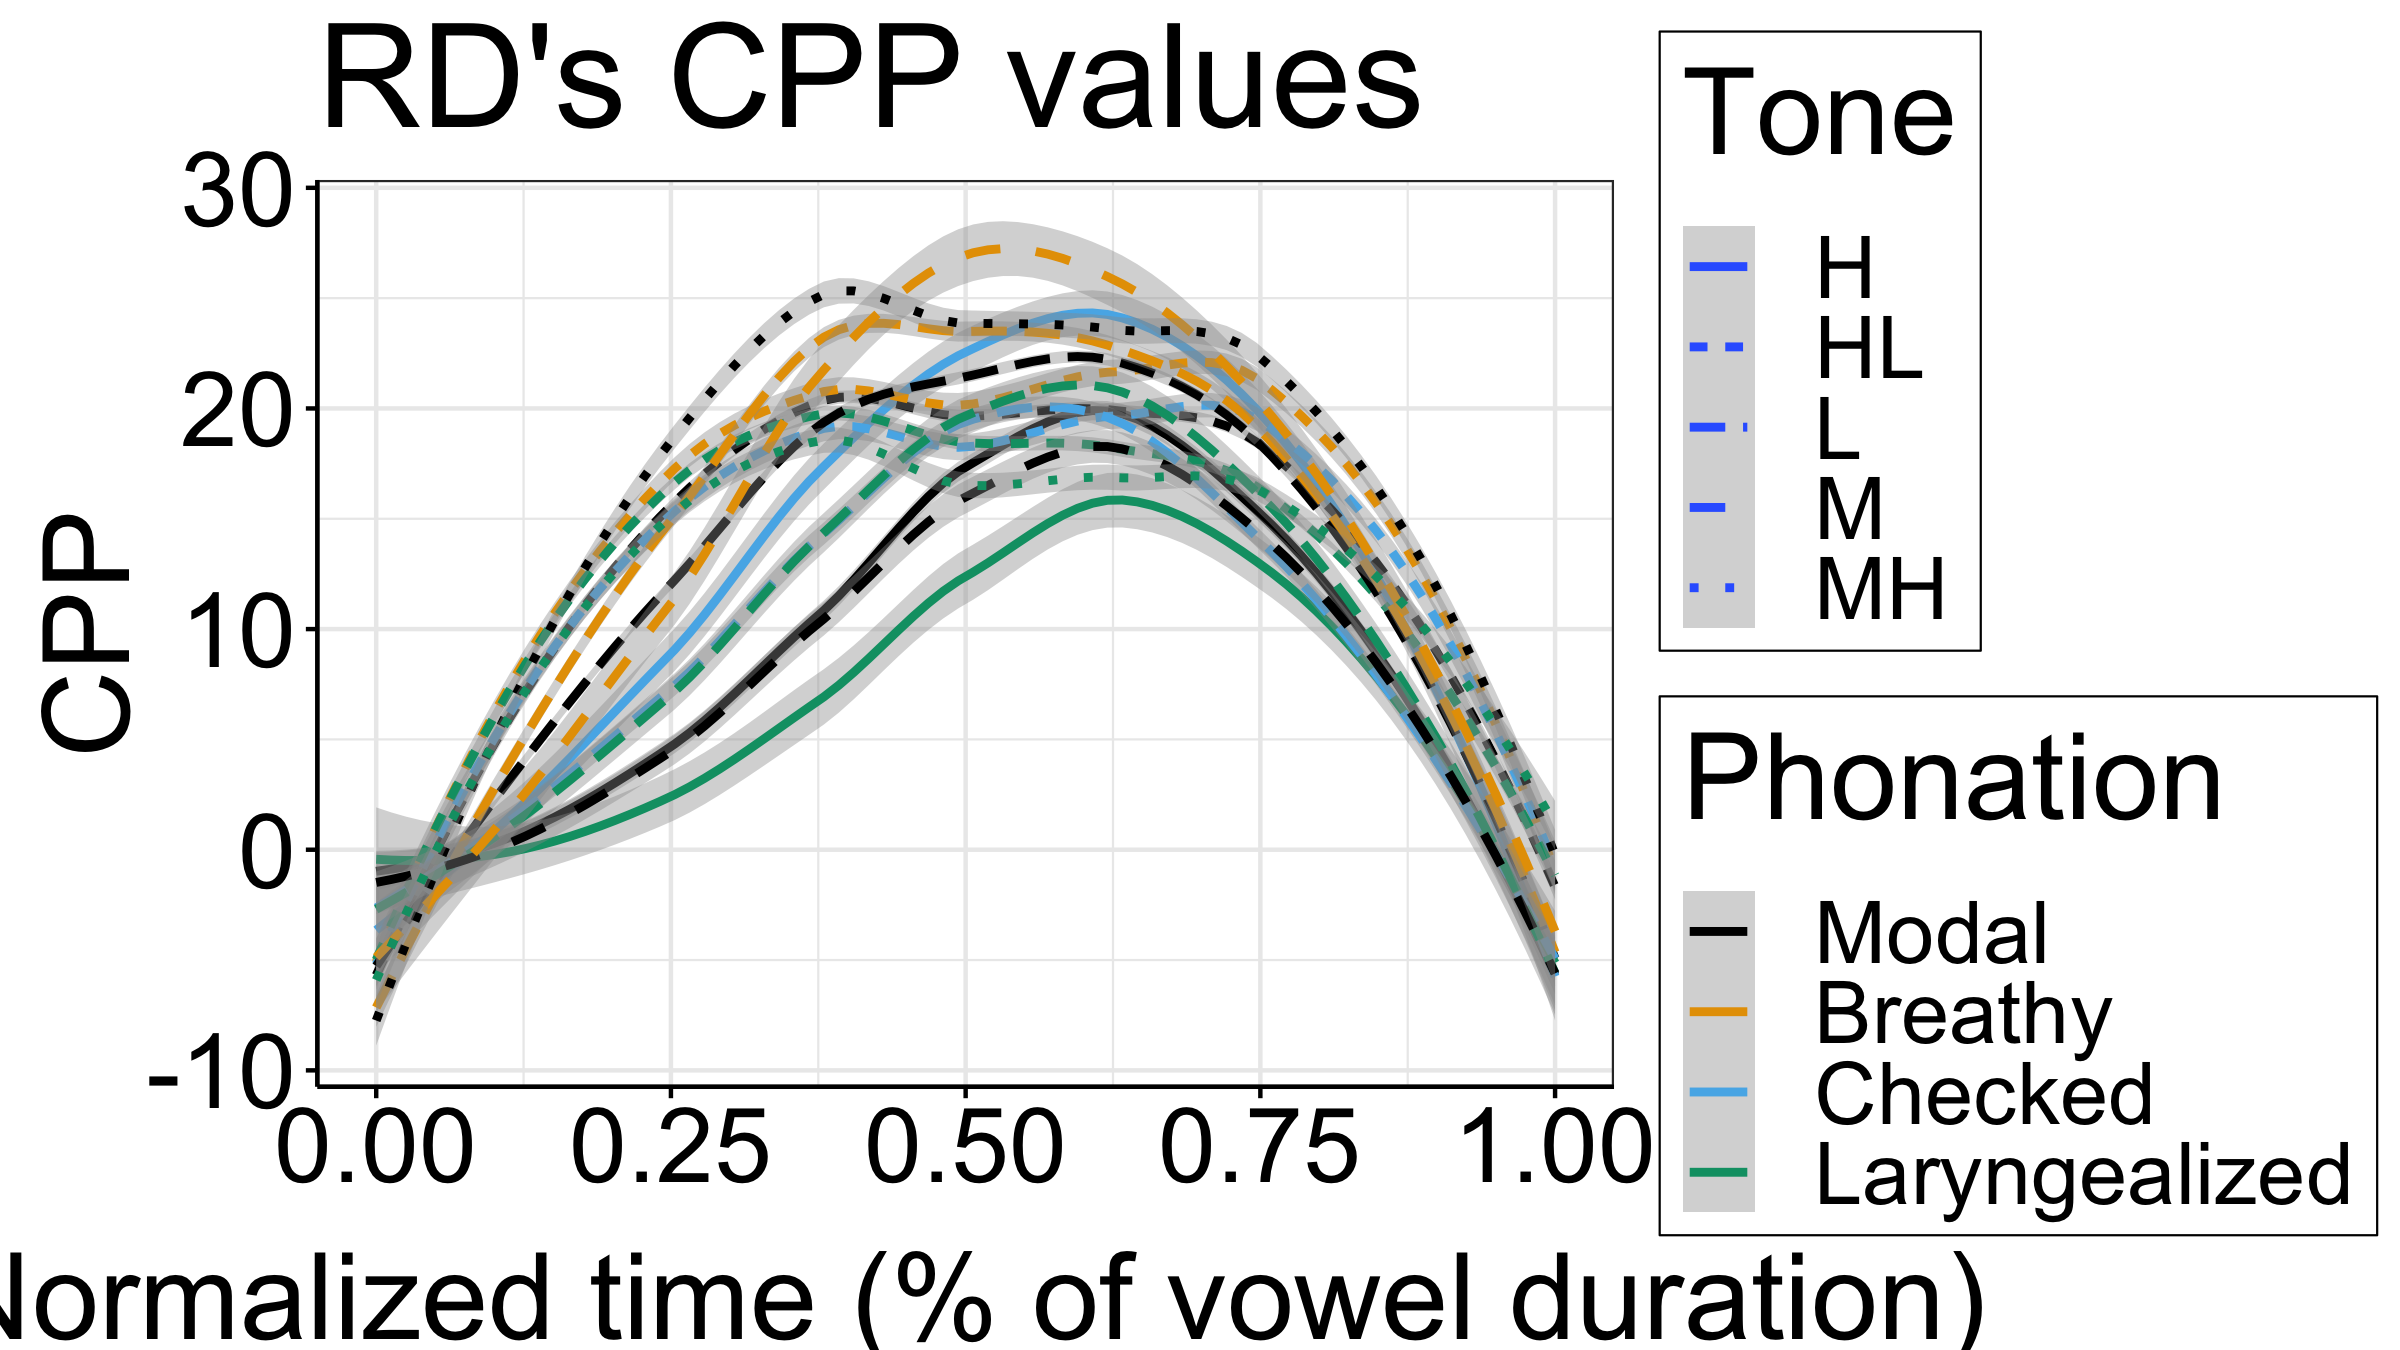 RD's CPP values
CPP
30
20
10
0
-10
0.00 0.25 0.50 0.75 1.00
Normalized time (% of vowel duration)
Tone
H
HL
L
M
MH
Phonation
Modal
Breathy
Checked
Laryngealized